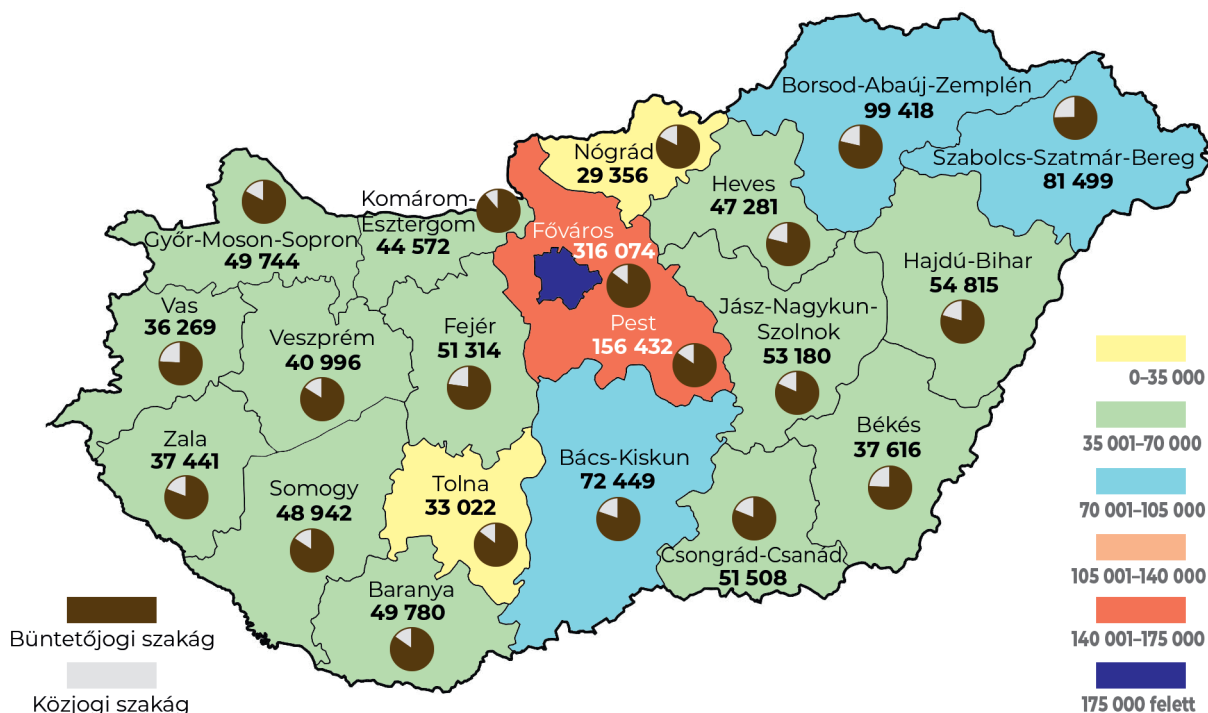 Borsod-Abaúj-Zemplén
99 418
Szabolcs-Szatmár-Bereg
81 499
Nógrád
29 356
Heves
47 281
Komárom-
Esztergom
44 572
Győr-Moson-Sopron
49 744
Főváros
316 074
Hajdú-Bihar
54 815
Vas
36 269
Veszprém
40 996
Fejér
51 314
Pest
156 432
Jász-Nagykun-
Szolnok
53 180
Zala
37 441
Somogy
48 942
Tolna
33 022
Bács-Kiskun
72 449
Békés
37 616
Csongrád-Csanád
51 508
Baranya
49 780
Büntetőjogi szakág
Közjogi szakág
0–35 000
35 001–70 000
70 001–105 000
105 001–140 000
140 001–175 000
175 000 felett